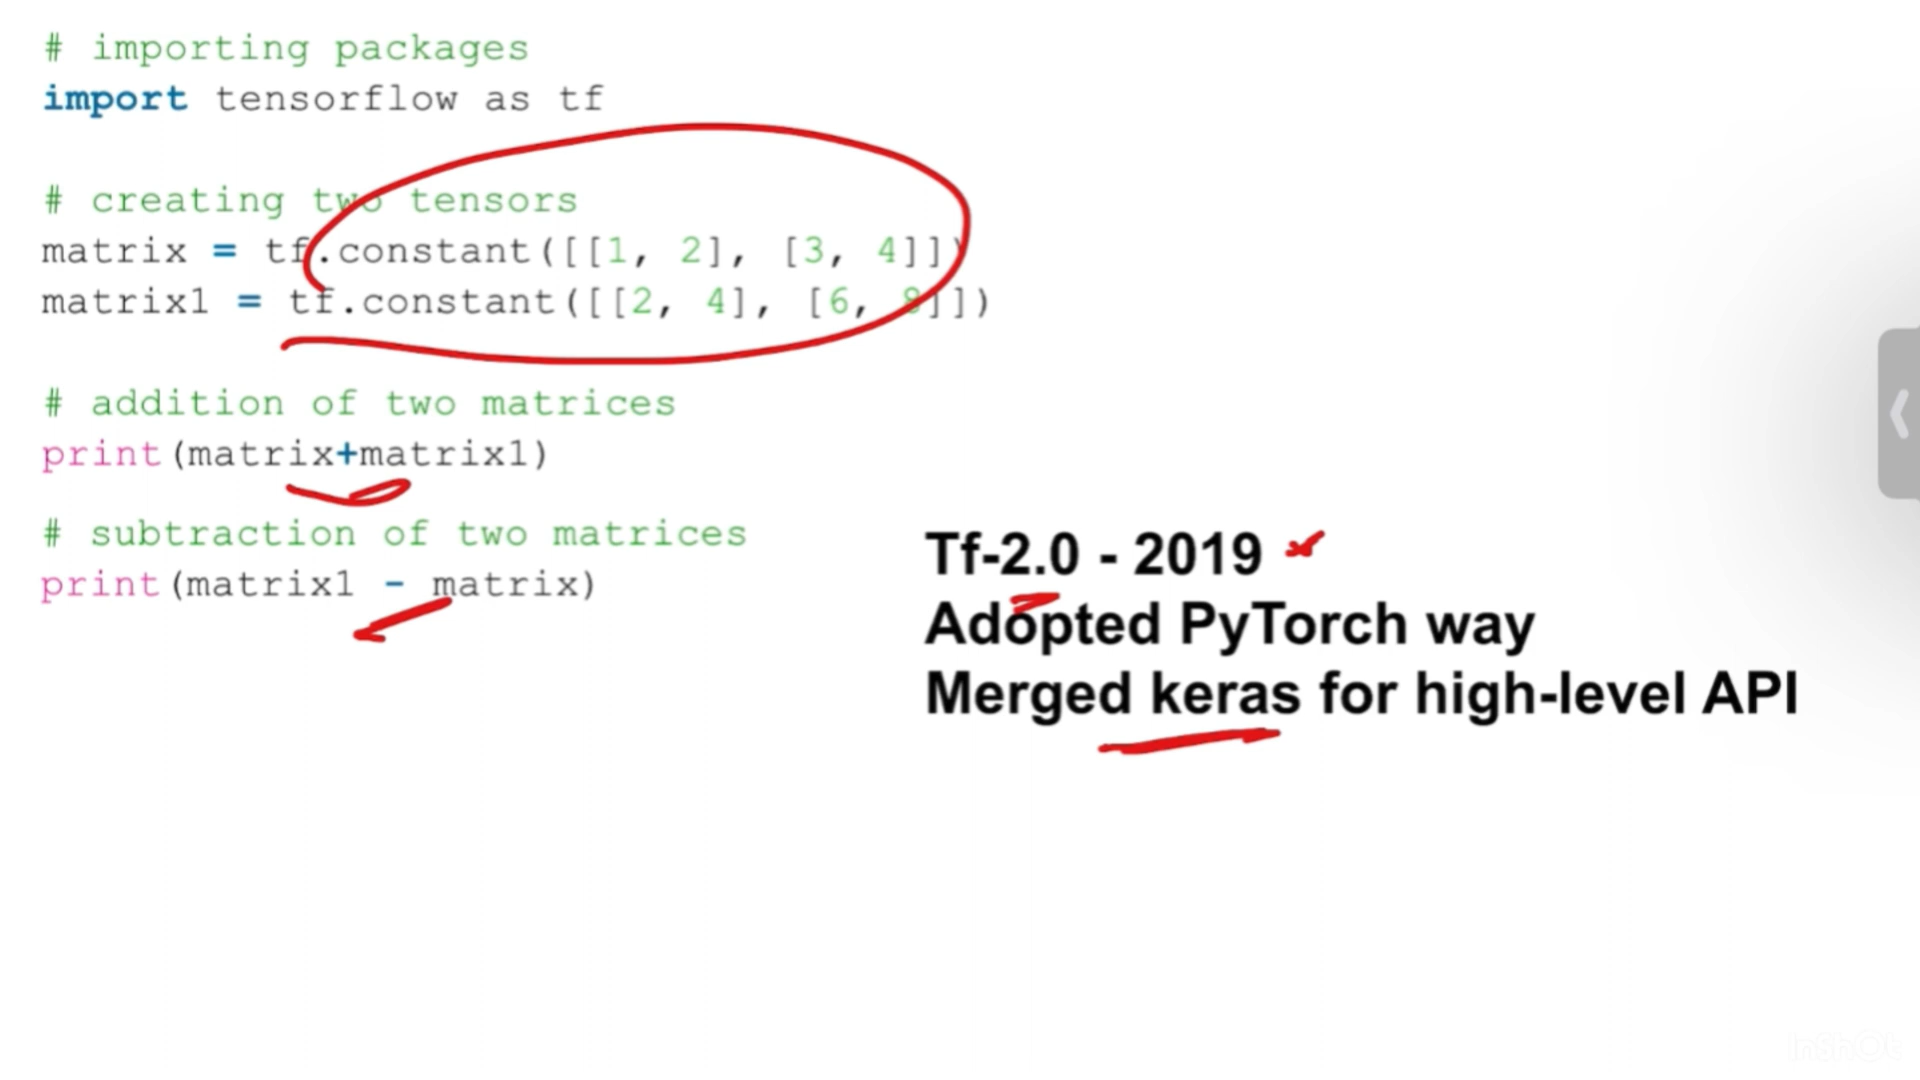 # importing packages
import tensorflow as tf
# creating two tensors
matrix = tf.constant([[1, 2], [3, 4]])
matrix1 = tf.constant([[2, 4], [6, 8]])
# addition of two matrices
print(matrix+matrix1)
# subtraction of two matrices
print(matrix1 - matrix)
Tf-2.0 - 2019
Adopted PyTorch way
Merged keras for high-level API
InShOt